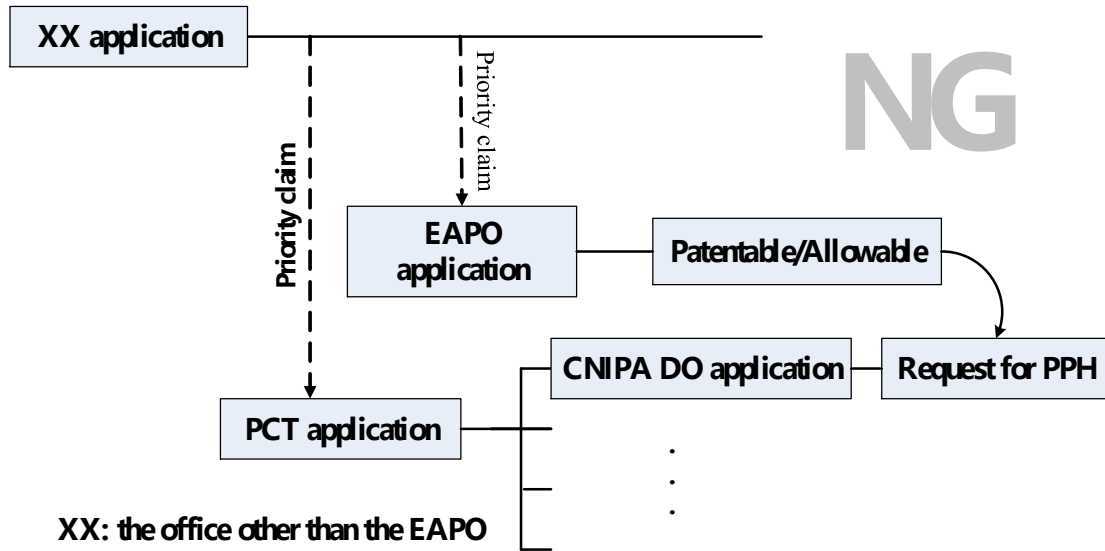 XX application
NG
Priority claim
Priority claim
EAPO
application
Patentable/Allowable
CNIPA DO application
Request for PPH
PCT application
XX: the office other than the EAPO